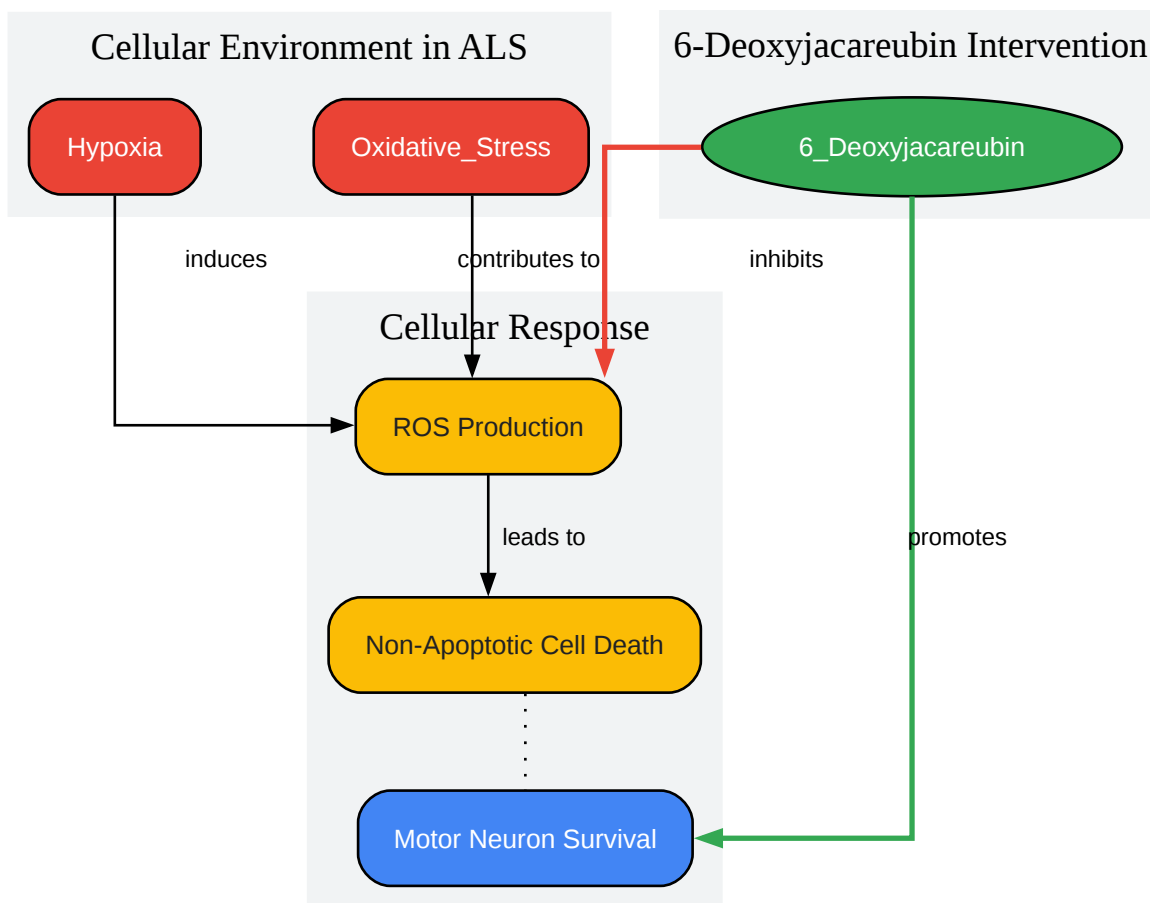 Cellular Environment in ALS
6-Deoxyjacareubin Intervention
Hypoxia
Oxidative_Stress
6_Deoxyjacareubin
induces
contributes to
inhibits
Cellular Response
ROS Production
leads to
promotes
Non-Apoptotic Cell Death
Motor Neuron Survival